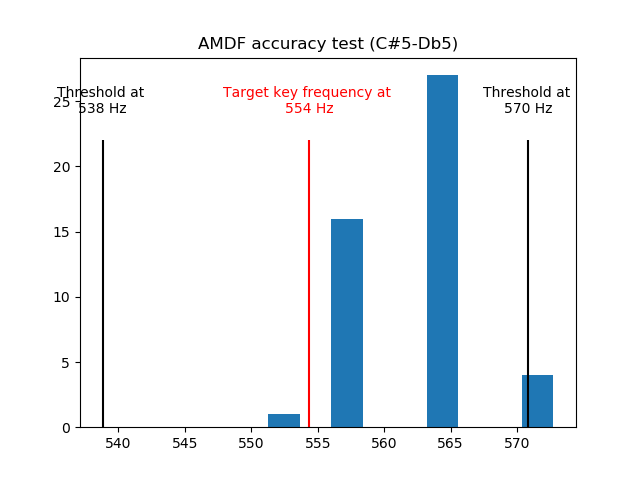 AMDF accuracy test (C#5-Db5)
Threshold at
538 Hz
Target key frequency at
554 Hz
Threshold at
570 Hz
25
20
15
10
5
0
540
545
550
555
560
565
570